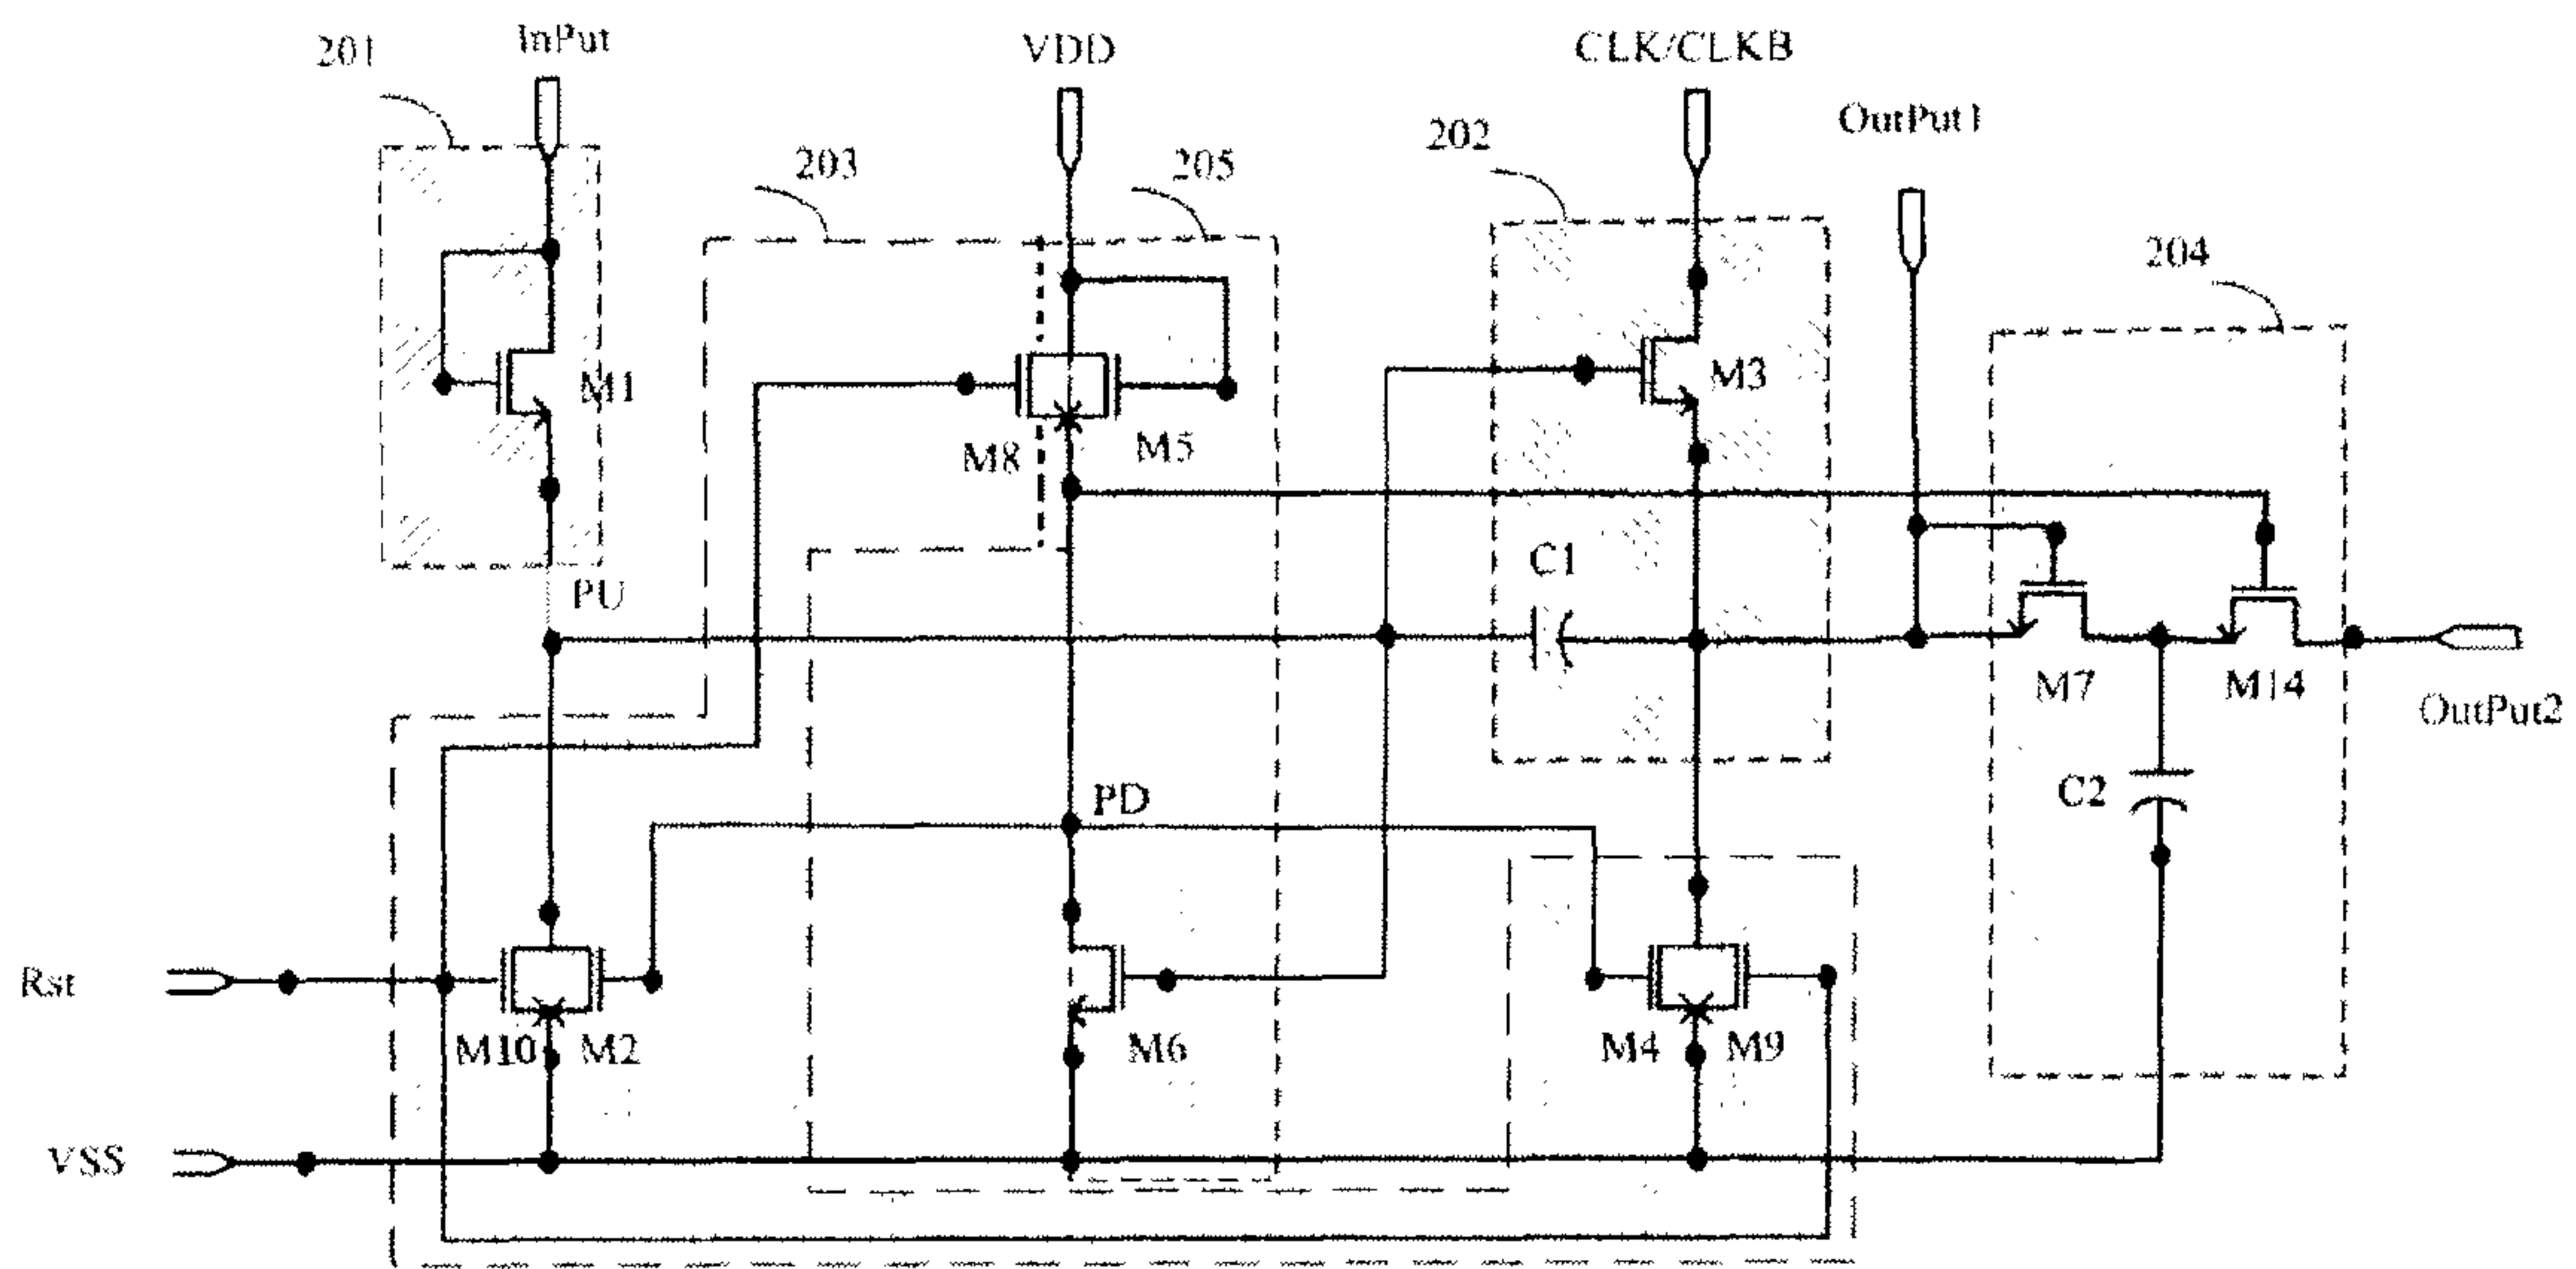 InPut
201
VDD
CLK/CLKB
OutPut1
202
203
205
204
M1
M3
M8
M5
C1
PU
M7
M14
OutPut2
C2
PD
Rst
M10
M2
M6
M4
M9
VSS